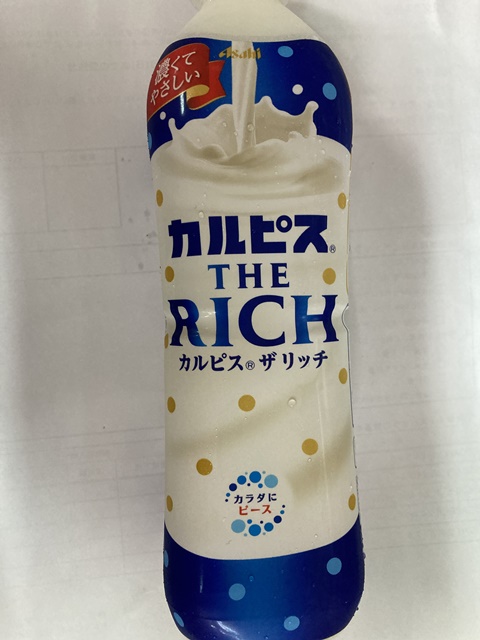 Asahi
濃くて
やさしい
カルピス®
THE
RICH
カルピス® ザ リッチ
カラダに
ピース